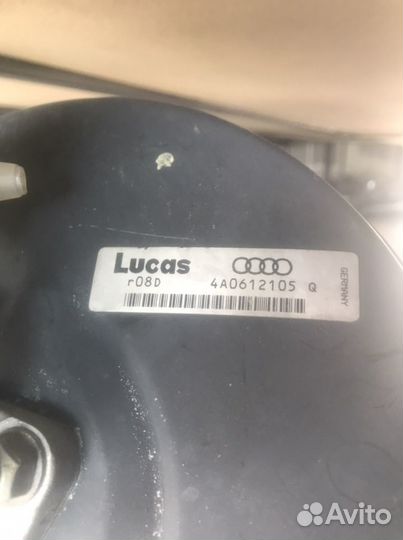 Lucas
r08D 4A0612105 Q
GERMANY
Avito